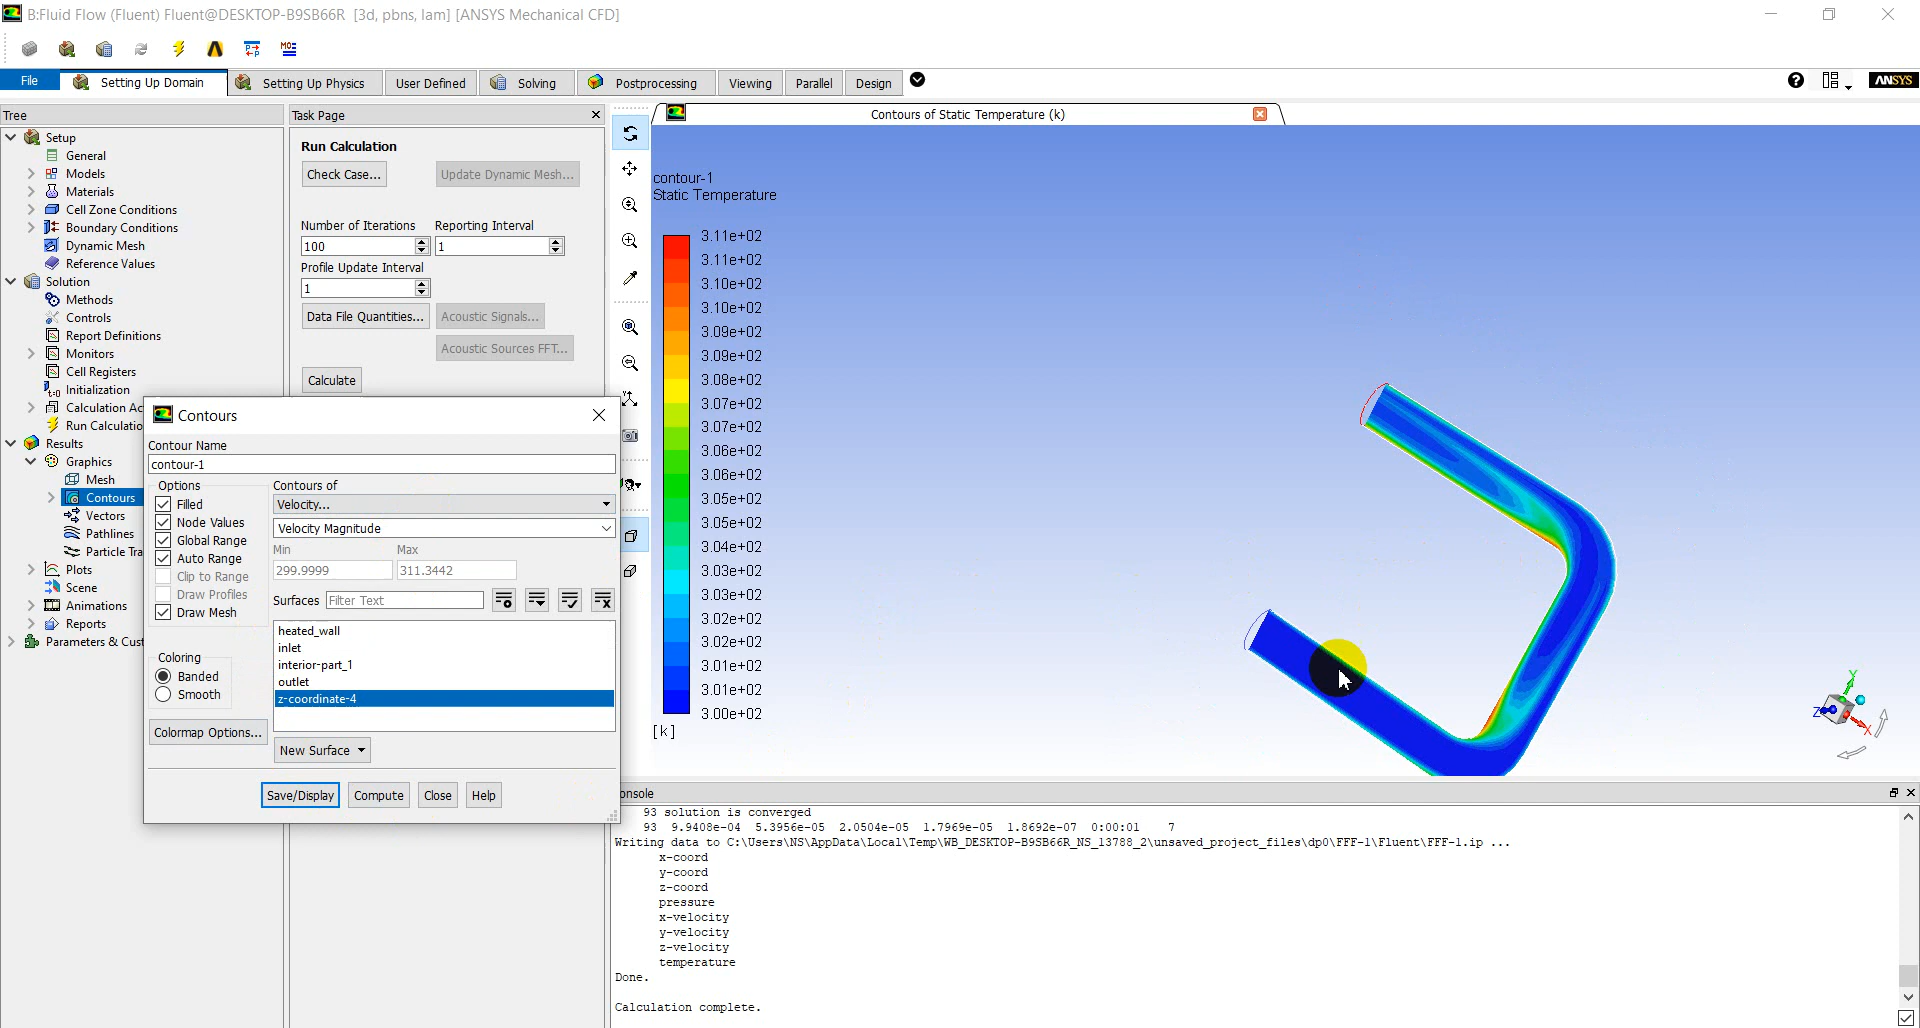 B:Fluid Flow (Fluent) Fluent@DESKTOP-B9SB66R [3d, pbns, lam] [ANSYS Mechanical CFD]
File
Setting Up Domain
Setting Up Physics
User Defined
Solving
Postprocessing
Viewing
Parallel
Design
ANSYS
Tree
Setup
General
Models
Materials
Cell Zone Conditions
Boundary Conditions
Dynamic Mesh
Reference Values
Solution
Methods
Controls
Report Definitions
Monitors
Cell Registers
Initialization
Calculation Ac
Run Calculatio
Results
Graphics
Mesh
Contours
Vectors
Pathlines
Particle Tra
Plots
Scene
Animations
Reports
Parameters & Cust
Task Page
Run Calculation
Check Case...
Update Dynamic Mesh...
Number of Iterations
Reporting Interval
100
1
Profile Update Interval
1
Data File Quantities...
Acoustic Signals...
Acoustic Sources FFT...
Calculate
Contours
Contour Name
contour-1
Options
Filled
Node Values
Global Range
Auto Range
Clip to Range
Draw Profiles
Draw Mesh
Coloring
Banded
Smooth
Colormap Options...
Contours of
Velocity...
Velocity Magnitude
Min
Max
299.9999
311.3442
Surfaces
Filter Text
heated_wall
inlet
interior-part_1
outlet
z-coordinate-4
New Surface
Save/Display
Compute
Close
Help
Contours of Static Temperature (k)
contour-1
Static Temperature
3.11e+02
3.11e+02
3.10e+02
3.10e+02
3.09e+02
3.09e+02
3.08e+02
3.07e+02
3.07e+02
3.06e+02
3.06e+02
3.05e+02
3.05e+02
3.04e+02
3.03e+02
3.03e+02
3.02e+02
3.02e+02
3.01e+02
3.01e+02
3.00e+02
[k]
Y
Z
X
onsole
93 solution is converged
93 9.9408e-04 5.3956e-05 2.0504e-05 1.7969e-05 1.8692e-07 0:00:01 7
Writing data to C:\Users\NS\AppData\Local\Temp\WB_DESKTOP-B9SB66R_NS_13788_2\unsaved_project_files\dp0\FFF-1\Fluent\FFF-1.ip ...
x-coord
y-coord
z-coord
pressure
x-velocity
y-velocity
z-velocity
temperature
Done.
Calculation complete.